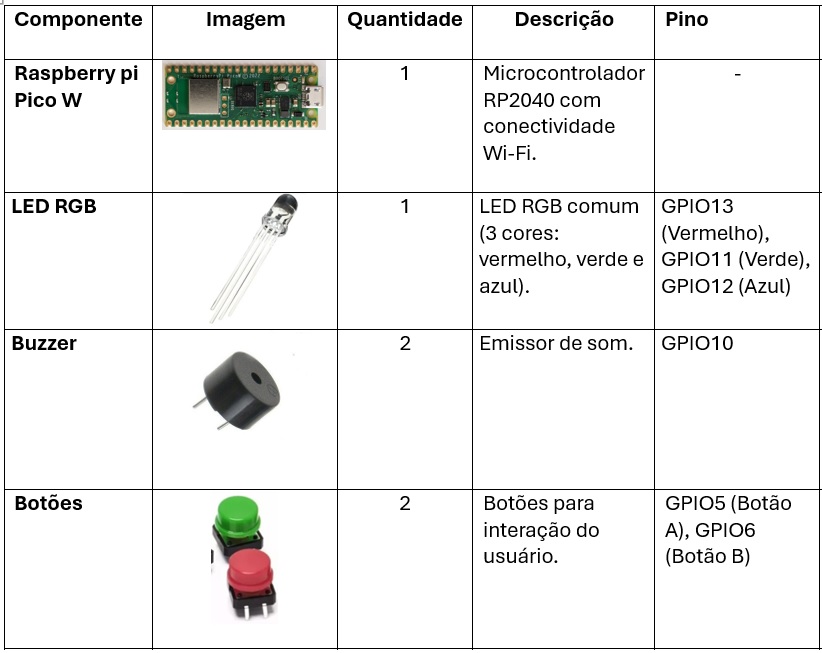 Componente Imagem Quantidade Descrição Pino
Raspberry pi Pico W 1 Microcontrolador - 
RP2040 com
conectividade
Wi-Fi.
LED RGB 1 LED RGB comum GPIO13
(3 cores: (Vermelho),
vermelho, verde e GPIO11 (Verde),
azul). GPIO12 (Azul)
Buzzer 2 Emissor de som. GPIO10
Botões 2 Botões para GPIO5 (Botão
interação do A), GPIO6
usuário. (Botão B)